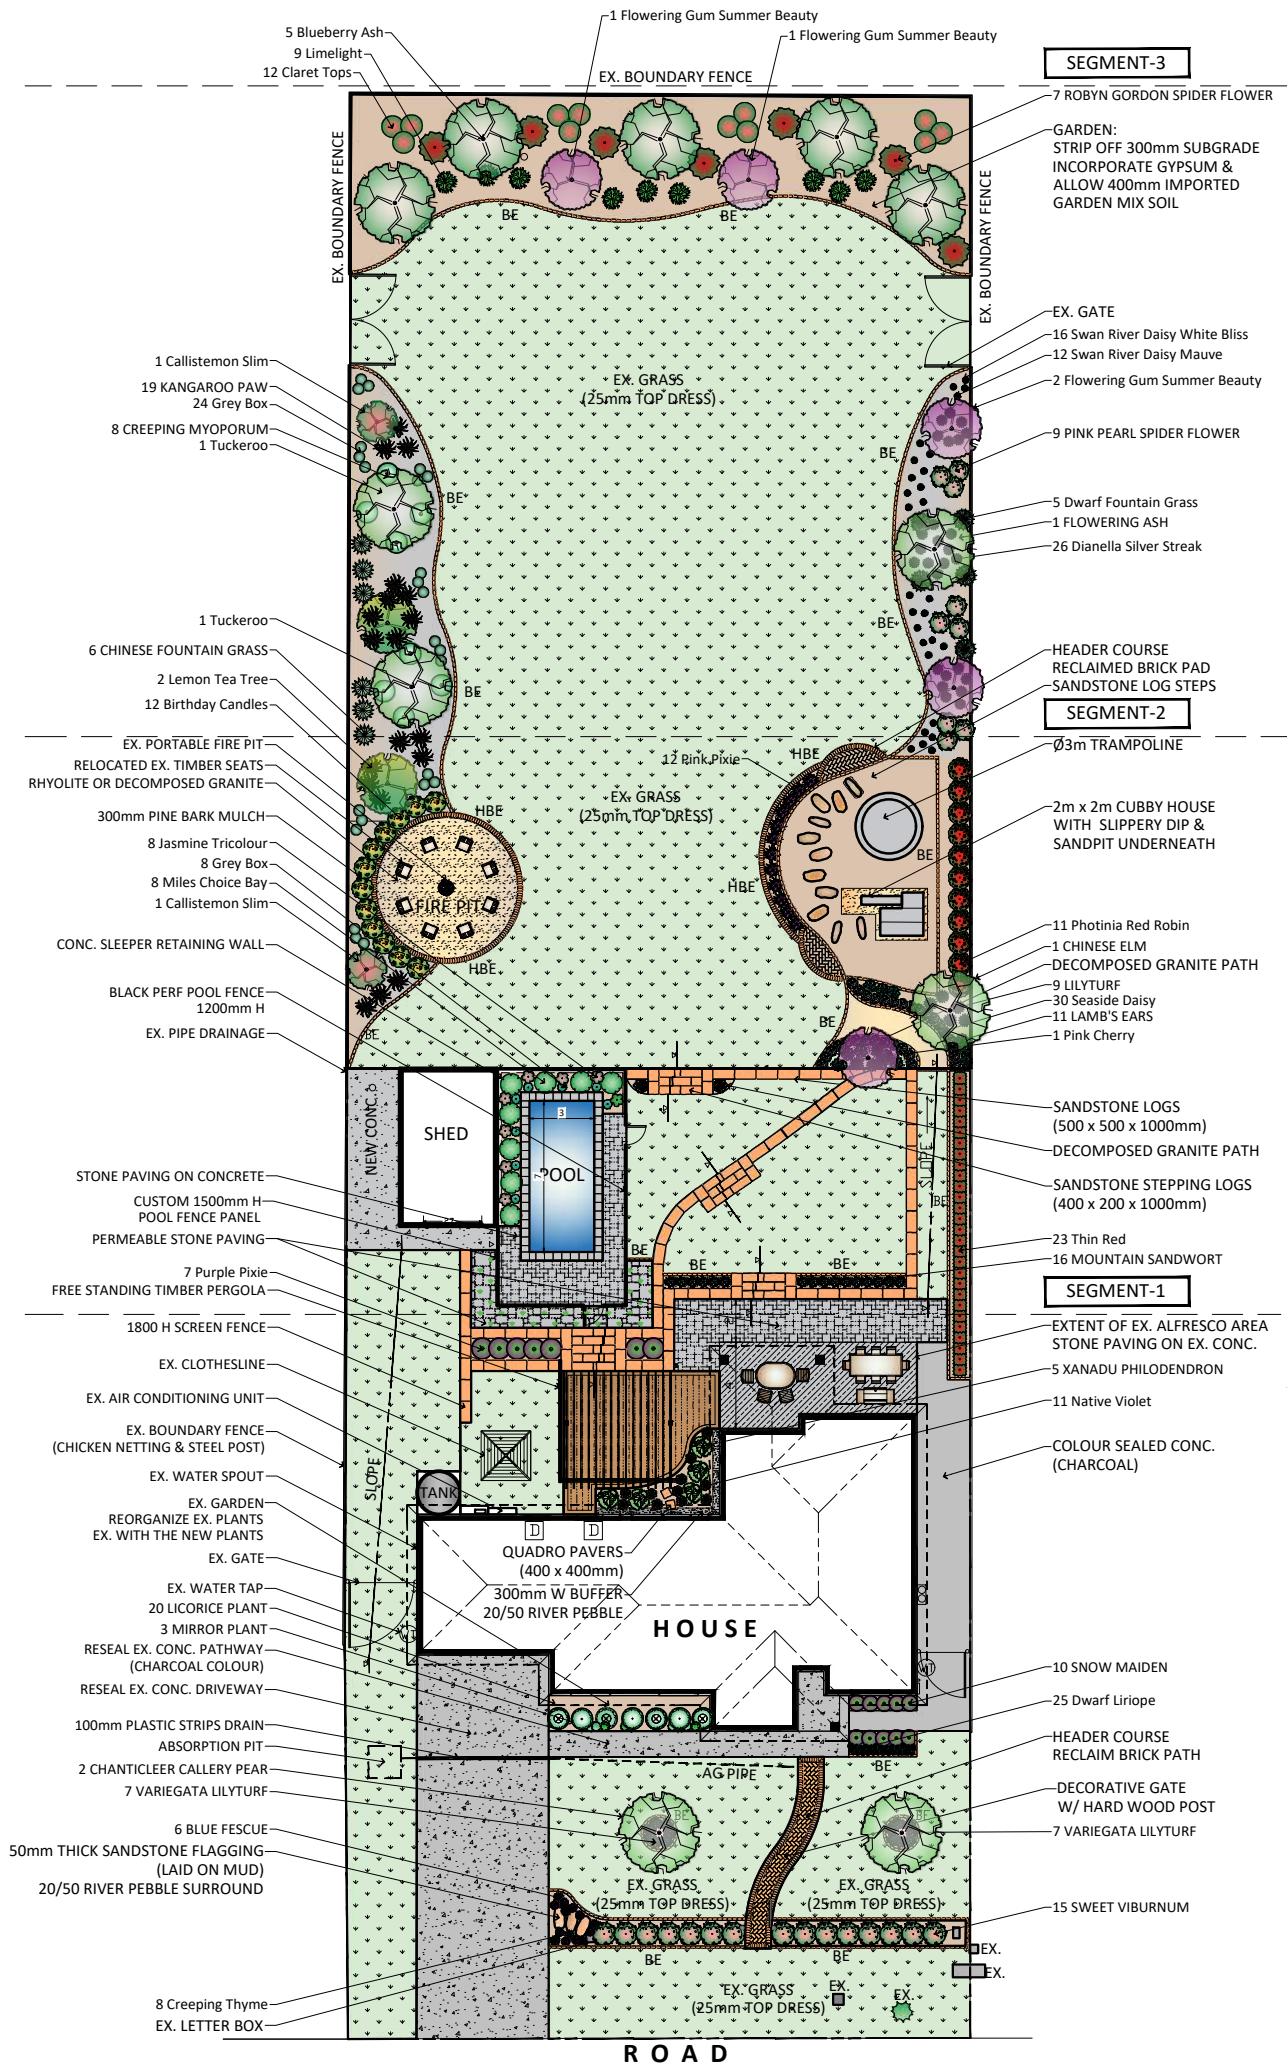 1 Flowering Gum Summer Beauty
5 Blueberry Ash
1 Flowering Gum Summer Beauty
9 Limelight
12 Claret Tops
EX. BOUNDARY FENCE
SEGMENT-3
7 ROBYN GORDON SPIDER FLOWER
GARDEN:
STRIP OFF 300mm SUBGRADE
INCORPORATE GYPSUM &
ALLOW 400mm IMPORTED
GARDEN MIX SOIL
EX. BOUNDARY FENCE
EX. BOUNDARY FENCE
BE
BE
EX. GATE
16 Swan River Daisy White Bliss
12 Swan River Daisy Mauve
2 Flowering Gum Summer Beauty
9 PINK PEARL SPIDER FLOWER
5 Dwarf Fountain Grass
1 FLOWERING ASH
26 Dianella Silver Streak
EX. GRASS
(25mm TOP DRESS)
1 Callistemon Slim
19 KANGAROO PAW
24 Grey Box
8 CREEPING MYOPORUM
1 Tuckeroo
BE
BE
BE
BE
1 Tuckeroo
6 CHINESE FOUNTAIN GRASS
2 Lemon Tea Tree
12 Birthday Candles
EX. PORTABLE FIRE PIT
RELOCATED EX. TIMBER SEATS
RHYOLITE OR DECOMPOSED GRANITE
300mm PINE BARK MULCH
8 Jasmine Tricolour
8 Grey Box
8 Miles Choice Bay
1 Callistemon Slim
CONC. SLEEPER RETAINING WALL
BLACK PERF POOL FENCE
1200mm H
EX. PIPE DRAINAGE
HEADER COURSE
RECLAIMED BRICK PAD
SANDSTONE LOG STEPS
SEGMENT-2
Ø3m TRAMPOLINE
2m x 2m CUBBY HOUSE
WITH SLIPPERY DIP &
SANDPIT UNDERNEATH
11 Photinia Red Robin
1 CHINESE ELM
DECOMPOSED GRANITE PATH
9 LILYTURF
30 Seaside Daisy
11 LAMB'S EARS
1 Pink Cherry
12 Pink Pixie
HBE
EX. GRASS
(25mm TOP DRESS)
HBE
BE
HBE
FIRE PIT
HBE
BE
BE
SHED
NEW CONC.
POOL
3
7
SLOPE
BE
SANDSTONE LOGS
(500 x 500 x 1000mm)
DECOMPOSED GRANITE PATH
SANDSTONE STEPPING LOGS
(400 x 200 x 1000mm)
23 Thin Red
16 MOUNTAIN SANDWORT
SEGMENT-1
STONE PAVING ON CONCRETE
CUSTOM 1500mm H
POOL FENCE PANEL
PERMEABLE STONE PAVING
7 Purple Pixie
FREE STANDING TIMBER PERGOLA
1800 H SCREEN FENCE
EX. CLOTHESLINE
EX. AIR CONDITIONING UNIT
EX. BOUNDARY FENCE
(CHICKEN NETTING & STEEL POST)
EX. WATER SPOUT
EX. GARDEN
REORGANIZE EX. PLANTS
EX. WITH THE NEW PLANTS
EX. GATE
EX. WATER TAP
20 LICORICE PLANT
3 MIRROR PLANT
RESEAL EX. CONC. PATHWAY
(CHARCOAL COLOUR)
RESEAL EX. CONC. DRIVEWAY
100mm PLASTIC STRIPS DRAIN
ABSORPTION PIT
2 CHANTICLEER CALLERY PEAR
7 VARIEGATA LILYTURF
6 BLUE FESCUE
50mm THICK SANDSTONE FLAGGING
(LAID ON MUD)
20/50 RIVER PEBBLE SURROUND
8 Creeping Thyme
EX. LETTER BOX
BE
BE
BE
EXTENT OF EX. ALFRESCO AREA
STONE PAVING ON EX. CONC.
5 XANADU PHILODENDRON
11 Native Violet
COLOUR SEALED CONC.
(CHARCOAL)
SLOPE
TANK
D
D
QUADRO PAVERS
(400 x 400mm)
300mm W BUFFER
20/50 RIVER PEBBLE
HOUSE
10 SNOW MAIDEN
25 Dwarf Liriope
HEADER COURSE
RECLAIM BRICK PATH
DECORATIVE GATE
W/ HARD WOOD POST
7 VARIEGATA LILYTURF
15 SWEET VIBURNUM
AG PIPE
BE
BE
BE
EX. GRASS
(25mm TOP DRESS)
EX. GRASS
(25mm TOP DRESS)
BE
BE
EX.
EX.
EX. GRASS
(25mm TOP DRESS)
EX.
EX.
ROAD